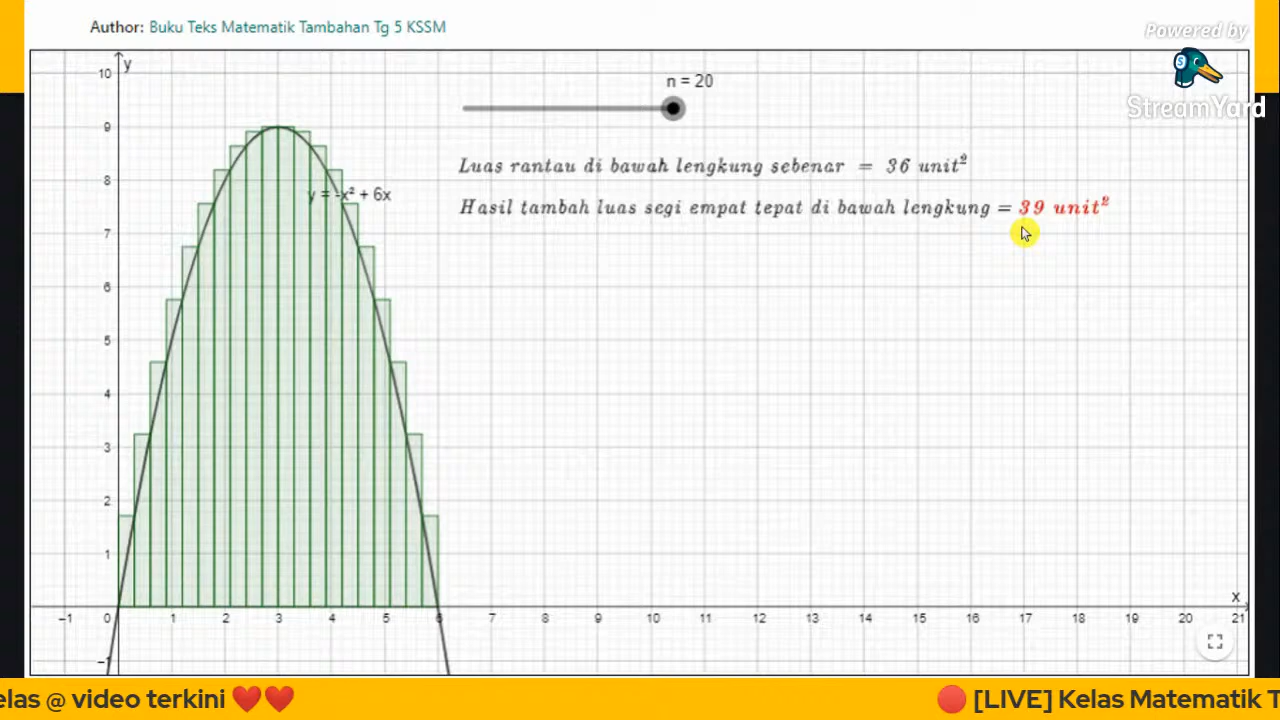 Author: Buku Teks Matematik Tambahan Tg 5 KSSM
Powered by
StreamYard
y
n = 20
Luas rantau di bawah lengkung sebenar = 36 unit²
Hasil tambah luas segi empat tepat di bawah lengkung = 39 unit²
y = -x² + 6x
10
9
8
7
6
5
4
3
2
1
-1
x
-1 0 1 2 3 4 5 6 7 8 9 10 11 12 13 14 15 16 17 18 19 20 21
elas @ video terkini ❤️❤️ 🔴 [LIVE] Kelas Matematik T